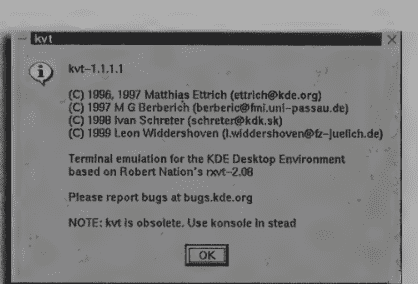 kvt
kvt-1.1.1.1
(C) 1996, 1997 Matthias Ettrich (ettrich@kde.org)
(C) 1997 M G Berberich (berberic@fmi.uni-passau.de)
(C) 1998 Ivan Schreter (schreter@kdk.sk)
(C) 1999 Leon Widdershoven (l.widdershoven@fz-juelich.de)
Terminal emulation for the KDE Desktop Environment
based on Robert Nation's rxvt-2.08
Please report bugs at bugs.kde.org
NOTE: kvt is obsolete. Use konsole in stead
OK